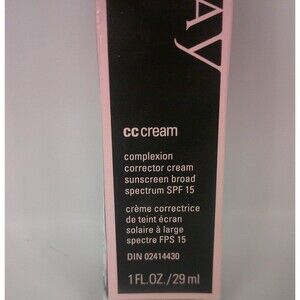 AY
cc cream
complexion
corrector cream
sunscreen broad
spectrum SPF 15
crème correctrice
de teint écran
solaire à large
spectre FPS 15
DIN 02414430
1 FL.OZ./29 ml